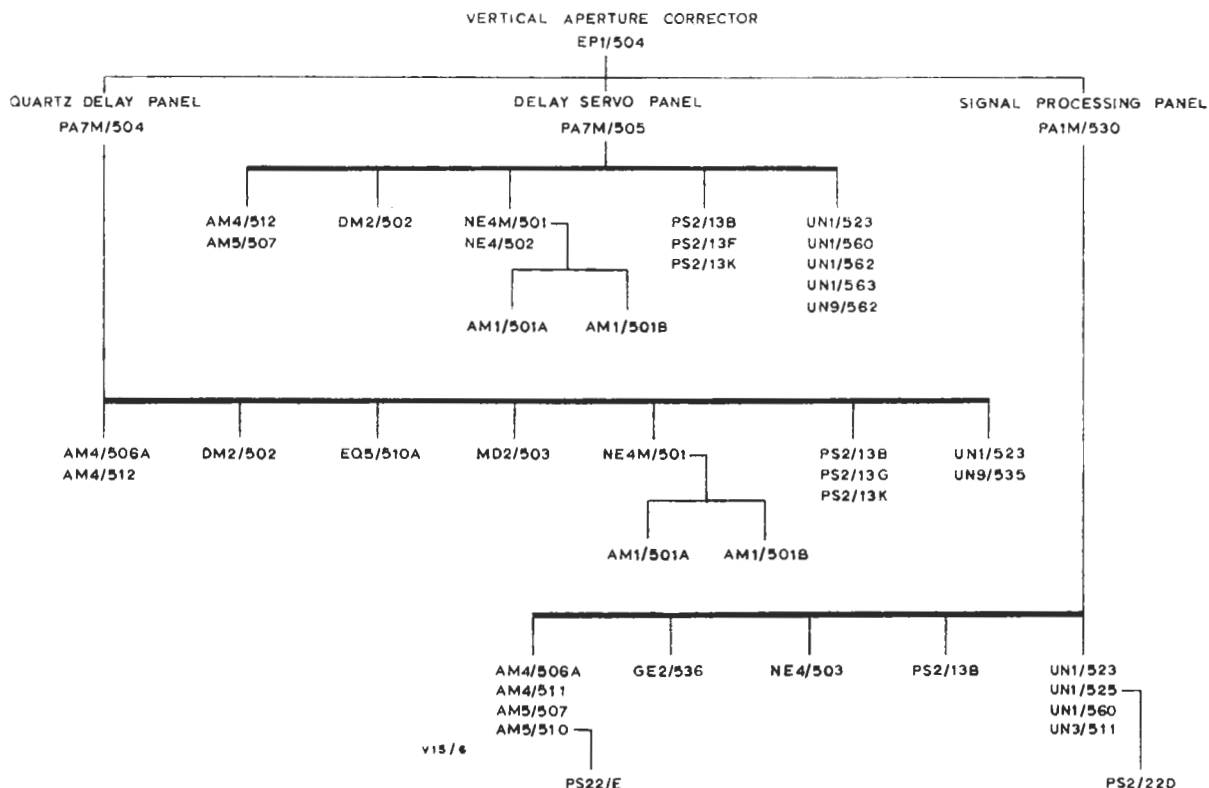 VERTICAL APERTURE CORRECTOR
EP1/504
QUARTZ DELAY PANEL
PA7M/504
DELAY SERVO PANEL
PA7M/505
SIGNAL PROCESSING PANEL
PA1M/530
AM4/512
AM5/507
DM2/502
NE4M/501
NE4/502
AM1/501A
AM1/501B
PS2/13B
PS2/13F
PS2/13K
UN1/523
UN1/560
UN1/562
UN1/563
UN9/562
AM4/506A
AM4/512
DM2/502
EQ5/510A
MD2/503
NE4M/501
AM1/501A
AM1/501B
PS2/13B
PS2/13G
PS2/13K
UN1/523
UN9/535
AM4/506A
AM4/511
AM5/507
AM5/510
PS22/E
GE2/536
NE4/503
PS2/13B
UN1/523
UN1/525
UN1/560
UN3/511
PS2/22D
V15/6